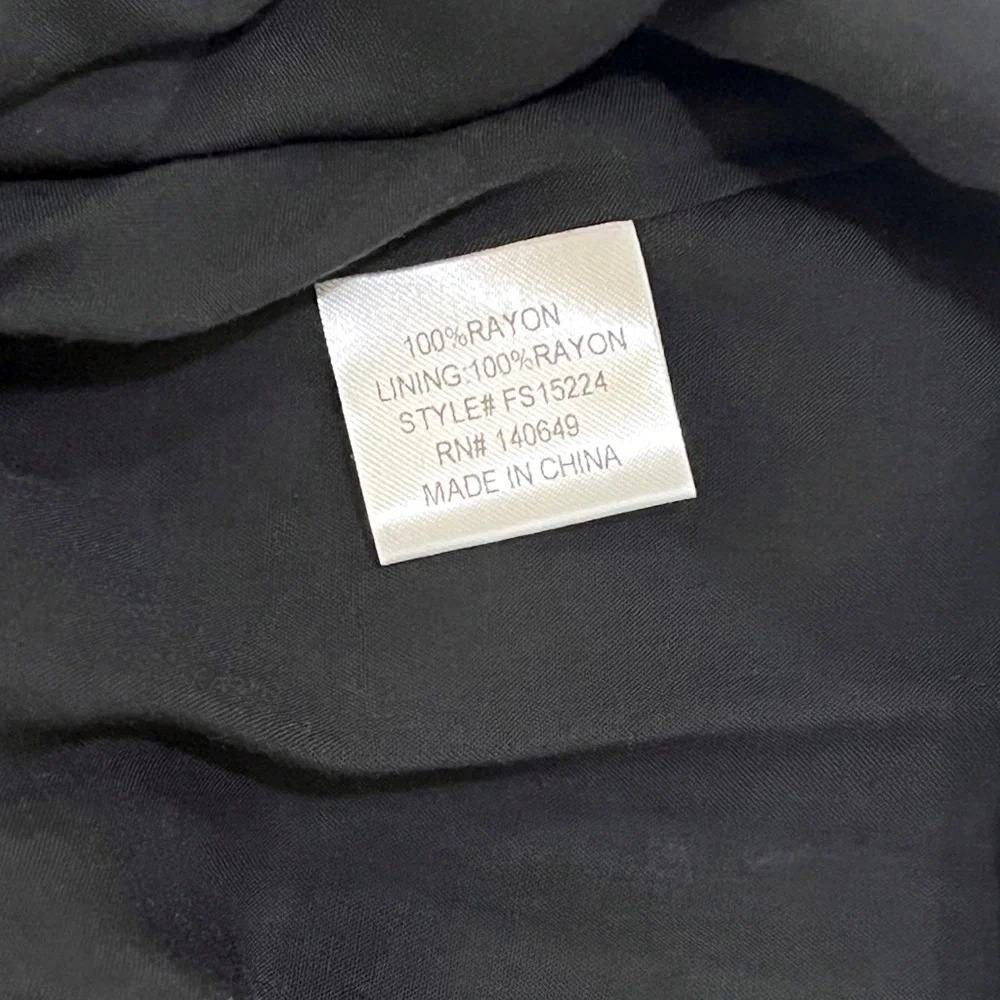 100%RAYON
LINING:100%RAYON
STYLE# FS15224
RN# 140649
MADE IN CHINA